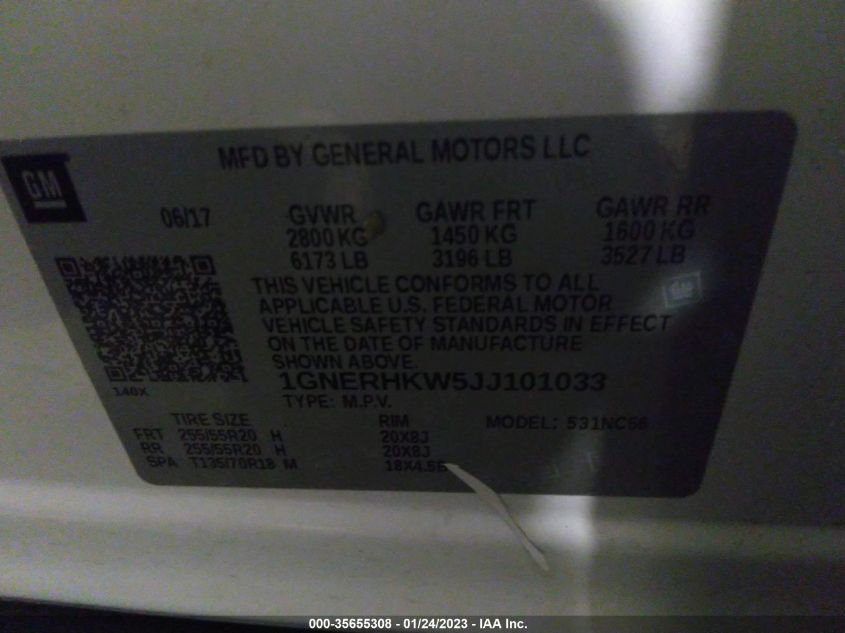 GM
MFD BY GENERAL MOTORS LLC
06/17 GVWR GAWR FRT GAWR RR
2800 KG 1450 KG 1600 KG
6173 LB 3196 LB 3527 LB
THIS VEHICLE CONFORMS TO ALL
APPLICABLE U.S. FEDERAL MOTOR
VEHICLE SAFETY STANDARDS IN EFFECT
ON THE DATE OF MANUFACTURE
SHOWN ABOVE.
1GNERHKW5JJ101033
140X
TYPE: M.P.V.
TIRE SIZE RIM MODEL: 531NC56
FRT 255/55R20 H 20X8J
RR 255/55R20 H 20X8J
SPA T135/70R18 M 18X4.5B
000-35655308 - 01/24/2023 - IAA Inc.